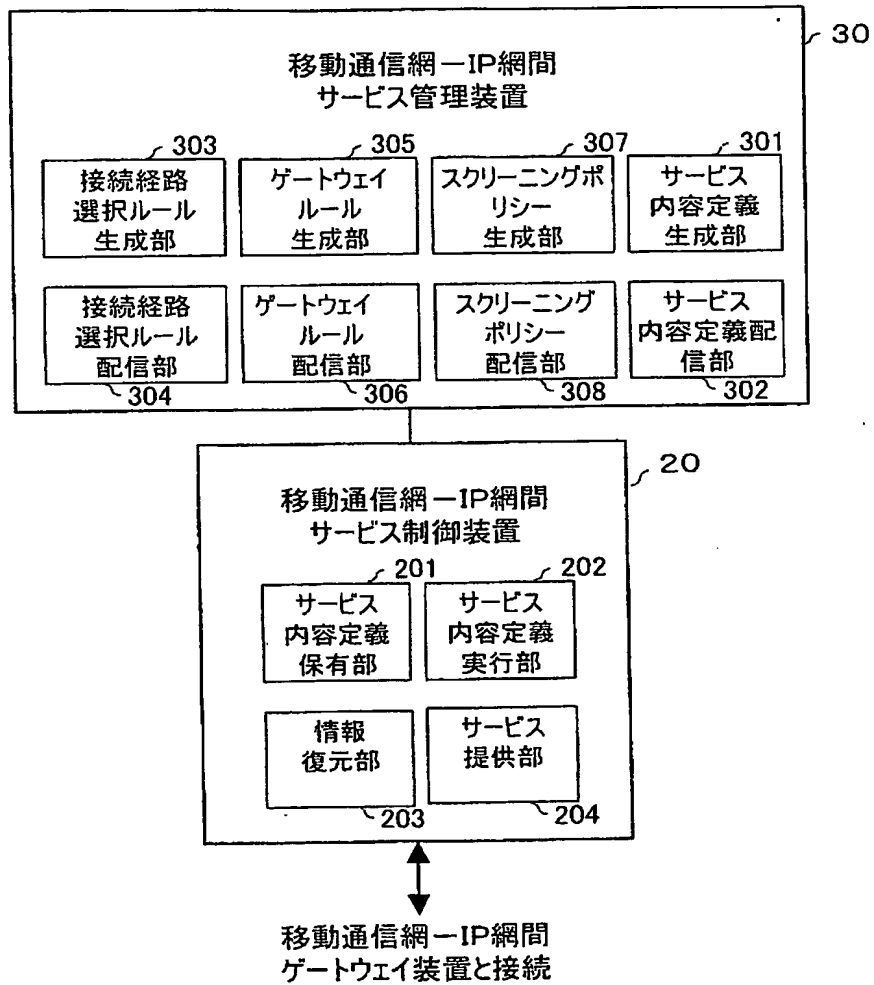 30
移動通信網ーIP網間
サービス管理装置
303
305
307
301
接続経路
選択ルール
生成部
ゲートウェイ
ルール
生成部
スクリーニングポ
リシー
生成部
サービス
内容定義
生成部
接続経路
選択ルール
配信部
ゲートウェイ
ルール
配信部
スクリーニング
ポリシー
配信部
サービス
内容定義配
信部
304
306
308
302
20
移動通信網ーIP網間
サービス制御装置
201
202
サービス
内容定義
保有部
サービス
内容定義
実行部
情報
復元部
サービス
提供部
203
204
移動通信網ーIP網間
ゲートウェイ装置と接続